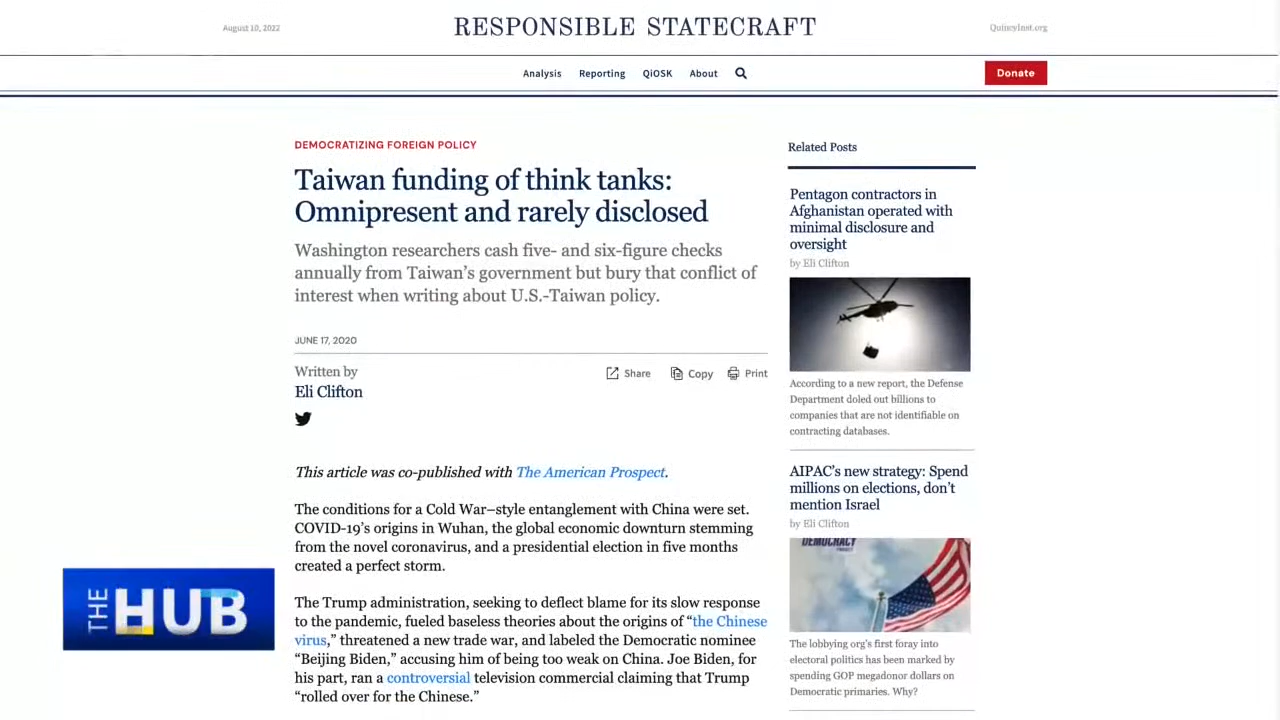 August 10, 2022
RESPONSIBLE STATECRAFT
QuincyInst.org
Analysis
Reporting
QiOSK
About
Donate
DEMOCRATIZING FOREIGN POLICY
Taiwan funding of think tanks:
Omnipresent and rarely disclosed
Washington researchers cash five- and six-figure checks
annually from Taiwan’s government but bury that conflict of
interest when writing about U.S.-Taiwan policy.
JUNE 17, 2020
Written by
Eli Clifton
Share
Copy
Print
This article was co-published with The American Prospect.
The conditions for a Cold War–style entanglement with China were set.
COVID-19’s origins in Wuhan, the global economic downturn stemming
from the novel coronavirus, and a presidential election in five months
created a perfect storm.
The Trump administration, seeking to deflect blame for its slow response
to the pandemic, fueled baseless theories about the origins of “the Chinese
virus,” threatened a new trade war, and labeled the Democratic nominee
“Beijing Biden,” accusing him of being too weak on China. Joe Biden, for
his part, ran a controversial television commercial claiming that Trump
“rolled over for the Chinese.”
Related Posts
Pentagon contractors in
Afghanistan operated with
minimal disclosure and
oversight
by Eli Clifton
According to a new report, the Defense
Department doled out billions to
companies that are not identifiable on
contracting databases.
AIPAC’s new strategy: Spend
millions on elections, don’t
mention Israel
by Eli Clifton
DEMOCRACY
The lobbying org’s first foray into
electoral politics has been marked by
spending GOP megadonor dollars on
Democratic primaries. Why?
THE HUB